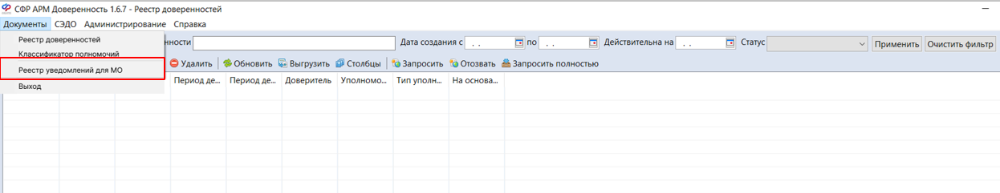 СФР АРМ Доверенность 1.6.7 - Реестр доверенностей
Документы СЭДО Администрирование Справка
Реестр доверенностей
нности Дата создания с . . по . . Действительна на . . Статус Применить Очистить фильтр
Классификатор полномочий
Удалить Обновить Выгрузить Столбцы Запросить Отозвать Запросить полностью
Реестр уведомлений для МО
Период де... Период де... Доверитель Уполномо... Тип уполн... На основа...
Выход